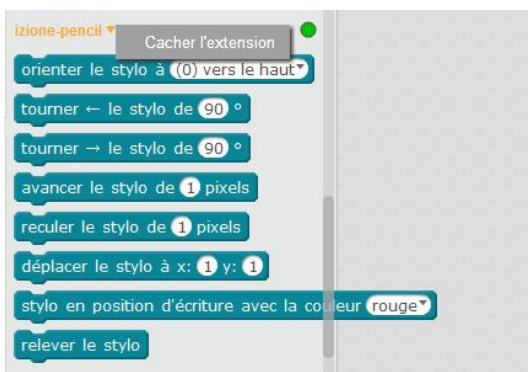 izione-pencil
Cacher l'extension
orienter le stylo à (0) vers le haut
tourner ← le stylo de 90 °
tourner → le stylo de 90 °
avancer le stylo de 1 pixels
reculer le stylo de 1 pixels
déplacer le stylo à x: 1 y: 1
stylo en position d'écriture avec la couleur rouge
relever le stylo